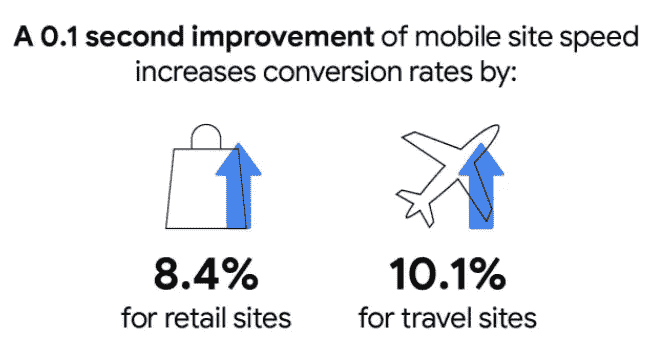 A 0.1 second improvement of mobile site speed
increases conversion rates by:
8.4%
for retail sites
10.1%
for travel sites